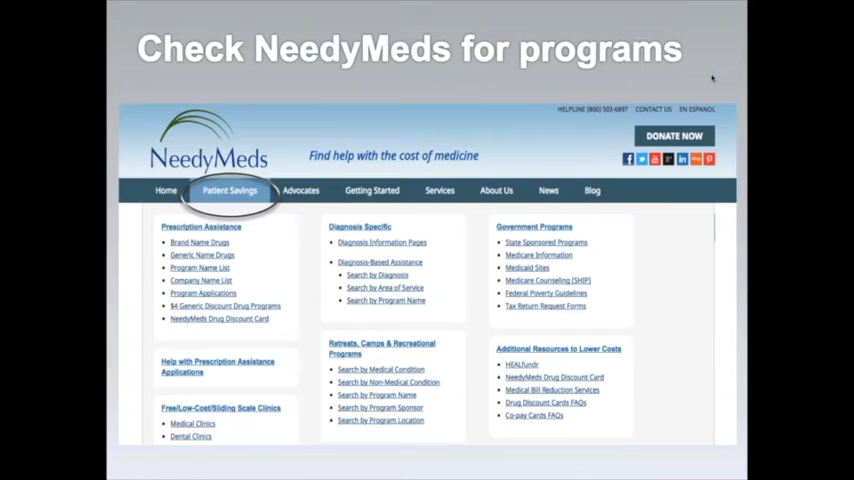 Check NeedyMeds for programs
HELPLINE (800) 503-6897 CONTACT US EN ESPANOL
NeedyMeds
Find help with the cost of medicine
DONATE NOW
Home Patient Savings Advocates Getting Started Services About Us News Blog
Prescription Assistance
Brand Name Drugs
Generic Name Drugs
Program Name List
Company Name List
Program Applications
$4 Generic Discount Drug Programs
NeedyMeds Drug Discount Card
Help with Prescription Assistance
Applications
Free/Low-Cost/Sliding Scale Clinics
Medical Clinics
Dental Clinics
Diagnosis Specific
Diagnosis Information Pages
Diagnosis-Based Assistance
Search by Diagnosis
Search by Area of Service
Search by Program Name
Retreats, Camps & Recreational
Programs
Search by Medical Condition
Search by Non-Medical Condition
Search by Program Name
Search by Program Sponsor
Search by Program Location
Government Programs
State Sponsored Programs
Medicare Information
Medicaid Sites
Medicare Counseling (SHIP)
Federal Poverty Guidelines
Tax Return Request Forms
Additional Resources to Lower Costs
HEALfundr
NeedyMeds Drug Discount Card
Medical Bill Reduction Services
Drug Discount Cards FAQs
Co-pay Cards FAQs